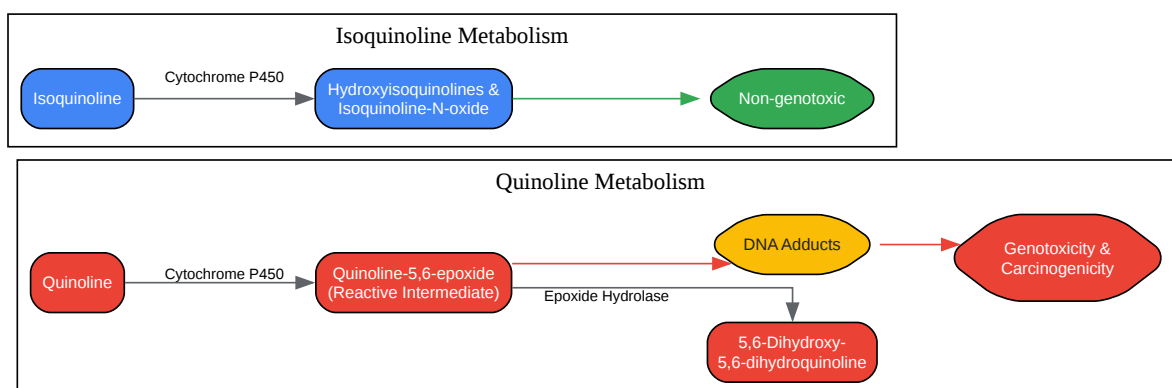 Isoquinoline Metabolism
Cytochrome P450
Isoquinoline
Hydroxyisoquinolines &
Isoquinoline-N-oxide
Non-genotoxic
Quinoline Metabolism
DNA Adducts
Genotoxicity &
Carcinogenicity
Cytochrome P450
Quinoline
Quinoline-5,6-epoxide
(Reactive Intermediate)
Epoxide Hydrolase
5,6-Dihydroxy-
5,6-dihydroquinoline